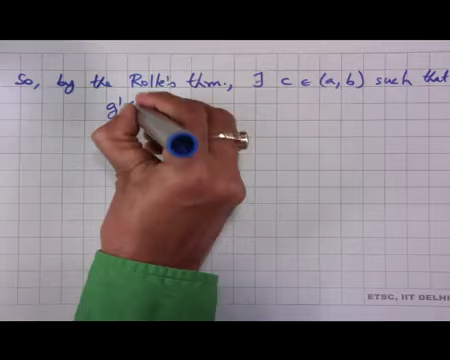 So, by the Rolle's thm., ∃ c ∈ (a, b) such that
g'
ETSC, IIT DELHI